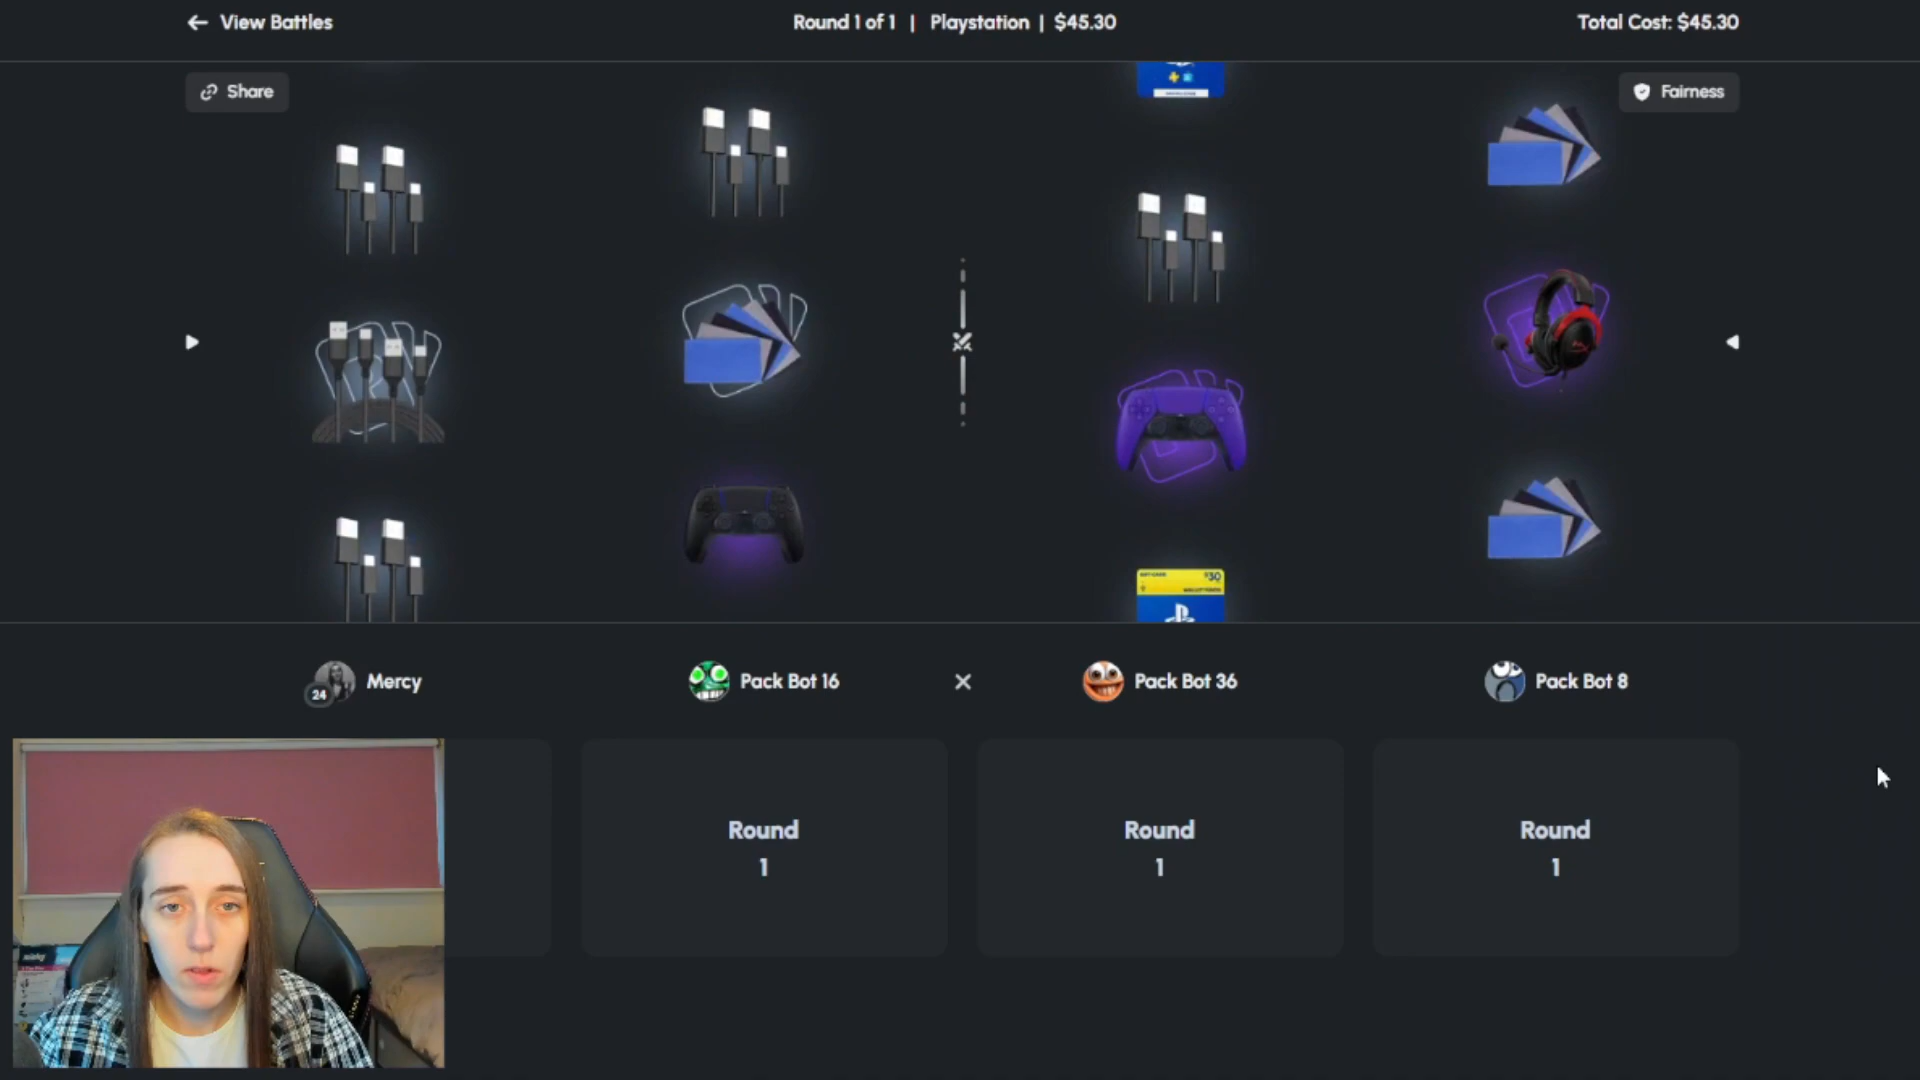 View Battles
Round 1 of 1 | Playstation | $45.30
Total Cost: $45.30
Share
Fairness
$30
24
Mercy
Pack Bot 16
Pack Bot 36
Pack Bot 8
Round
1
Round
1
Round
1